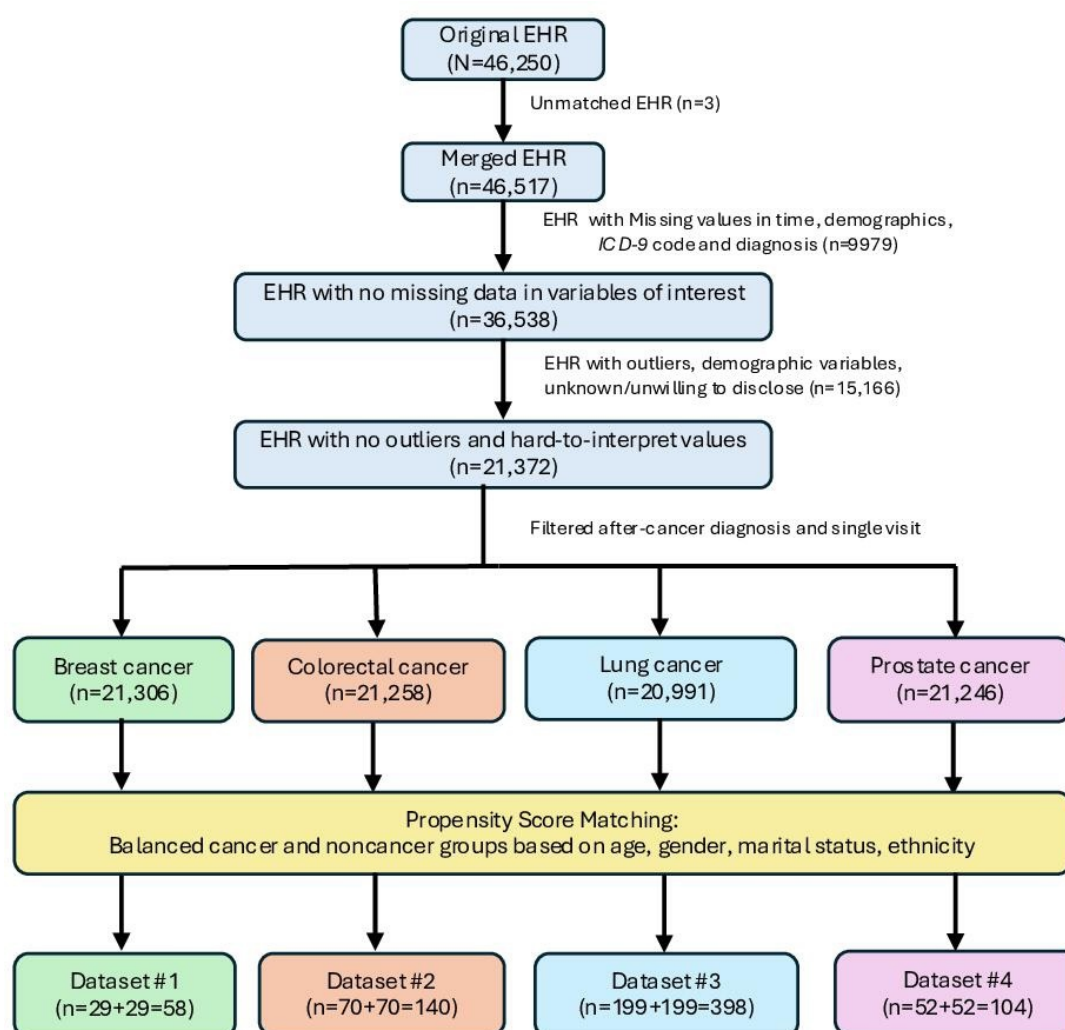 Original EHR
(N=46,250)
Unmatched EHR (n=3)
Merged EHR
(n=46,517)
EHR with Missing values in time, demographics,
ICD-9 code and diagnosis (n=9979)
EHR with no missing data in variables of interest
(n=36,538)
EHR with outliers, demographic variables,
unknown/unwilling to disclose (n=15,166)
EHR with no outliers and hard-to-interpret values
(n=21,372)
Filtered after-cancer diagnosis and single visit
Breast cancer
(n=21,306)
Colorectal cancer
(n=21,258)
Lung cancer
(n=20,991)
Prostate cancer
(n=21,246)
Propensity Score Matching:
Balanced cancer and noncancer groups based on age, gender, marital status, ethnicity
Dataset #1
(n=29+29=58)
Dataset #2
(n=70+70=140)
Dataset #3
(n=199+199=398)
Dataset #4
(n=52+52=104)